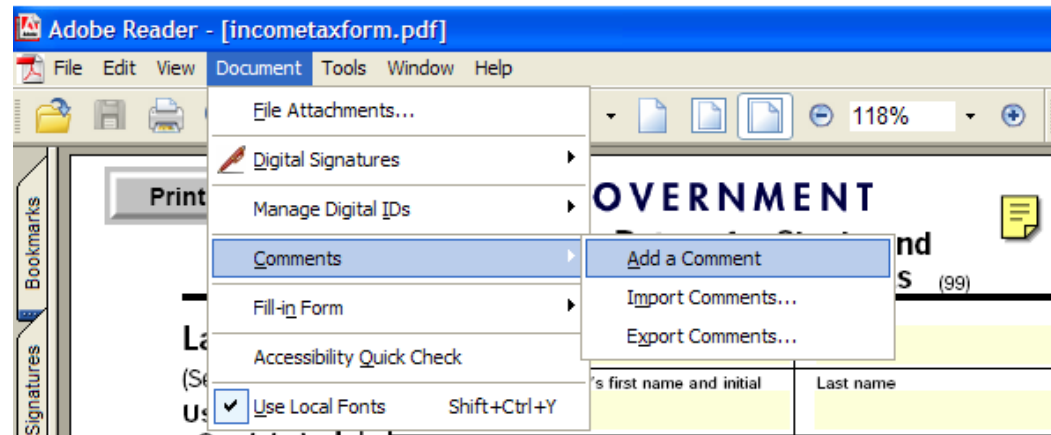 Adobe Reader - [incometaxform.pdf]
File Edit View Document Tools Window Help
118%
File Attachments...
Digital Signatures
Manage Digital IDs
Comments
Fill-in Form
Accessibility Quick Check
Use Local Fonts Shift+Ctrl+Y
Add a Comment
Import Comments...
Export Comments...
Bookmarks
Signatures
Print
OVERNMENT
nd
S (99)
La
(Se
's first name and initial Last name
Us